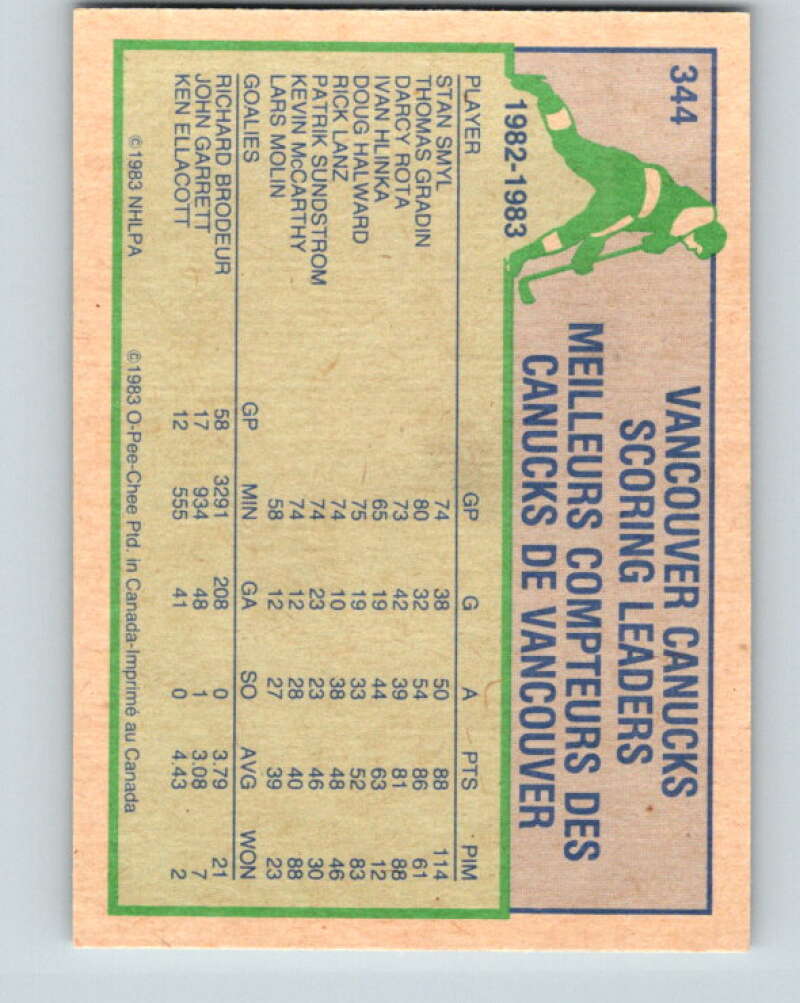 344
VANCOUVER CANUCKS
SCORING LEADERS
MEILLEURS COMPTEURS DES
CANUCKS DE VANCOUVER
1982-1983
PLAYER GP G A PTS PIM
STAN SMYL 74 38 50 88 114
THOMAS GRADIN 80 32 54 86 61
DARCY ROTA 73 42 39 81 88
IVAN HLINKA 65 19 44 63 12
DOUG HALWARD 75 19 33 52 83
RICK LANZ 74 10 38 48 46
PATRIK SUNDSTROM 74 23 23 46 30
KEVIN McCARTHY 74 12 28 40 88
LARS MOLIN 58 12 27 39 23
GOALIES GP MIN GA SO AVG WON
RICHARD BRODEUR 58 3291 208 0 3.79 21
JOHN GARRETT 17 934 48 1 3.08 7
KEN ELLACOTT 12 555 41 0 4.43 2
©1983 NHLPA ©1983 O-Pee-Chee Ptd. in Canada-Imprimé au Canada